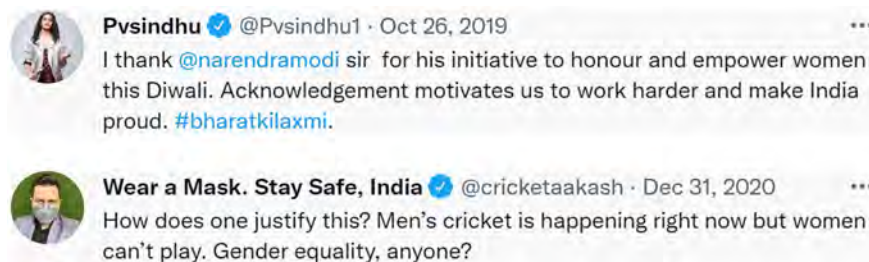 Pvsindhu @Pvsindhu1 · Oct 26, 2019 ...
I thank @narendramodi sir for his initiative to honour and empower women
this Diwali. Acknowledgement motivates us to work harder and make India
proud. #bharatkilaxmi.
Wear a Mask. Stay Safe, India @cricketaakash · Dec 31, 2020 ...
How does one justify this? Men's cricket is happening right now but women
can't play. Gender equality, anyone?